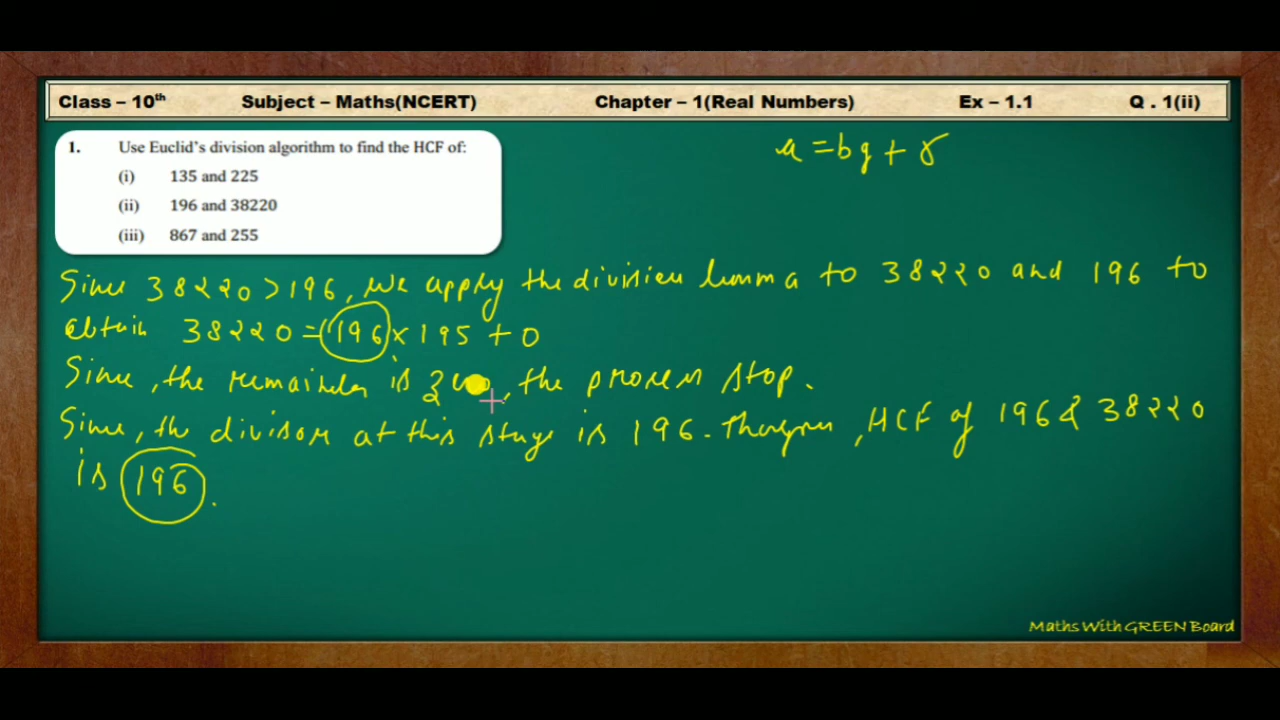 Class – 10th Subject – Maths(NCERT) Chapter – 1(Real Numbers) Ex – 1.1 Q . 1(ii)
1. Use Euclid's division algorithm to find the HCF of:
(i) 135 and 225
(ii) 196 and 38220
(iii) 867 and 255
a = bq + r
Since 38220 > 196, We apply the division lemma to 38220 and 196 to
obtain 38220 = 196 × 195 + 0
Since, the remainder is zero, the process stop.
Since, the divisor at this stage is 196. Therefore, HCF of 196 & 38220
is 196.
Maths With GREEN Board